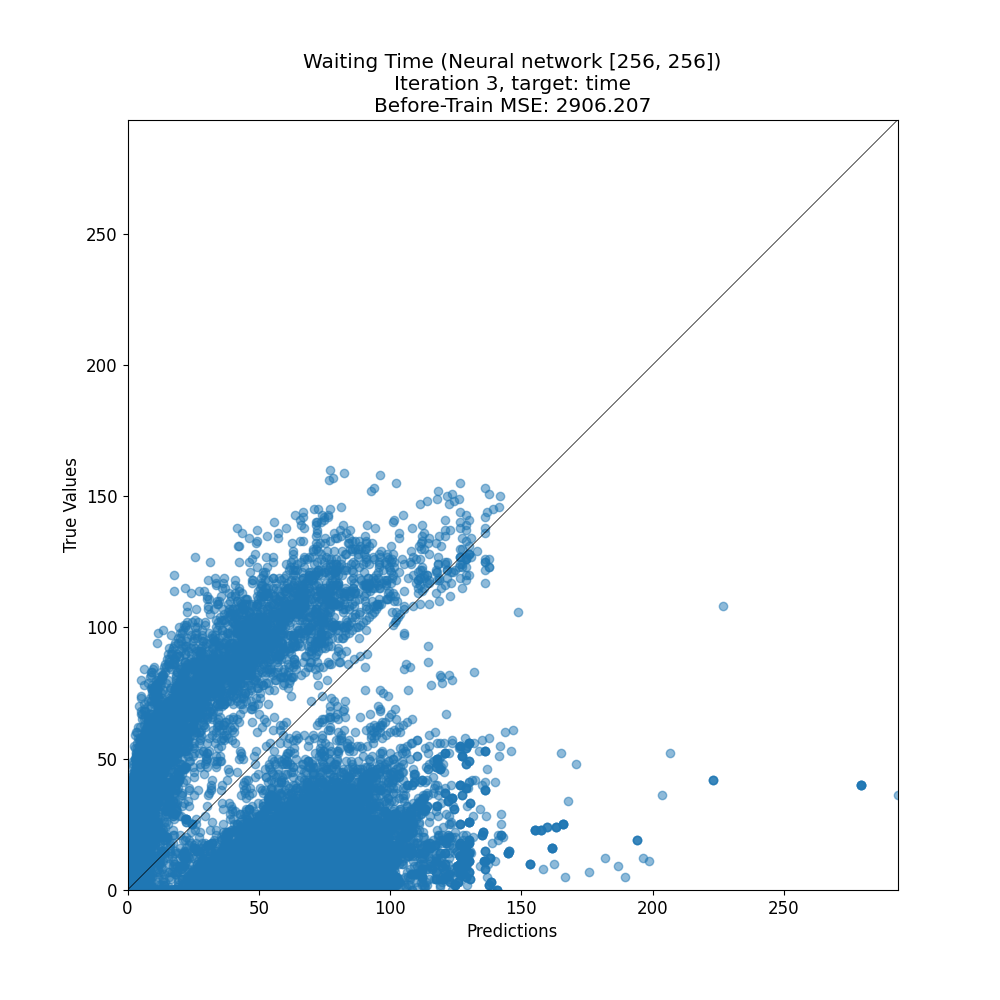 Waiting Time (Neural network [256, 256])
Iteration 3, target: time
Before-Train MSE: 2906.207
250
200
150
100
50
0
True Values
0 50 100 150 200 250
Predictions